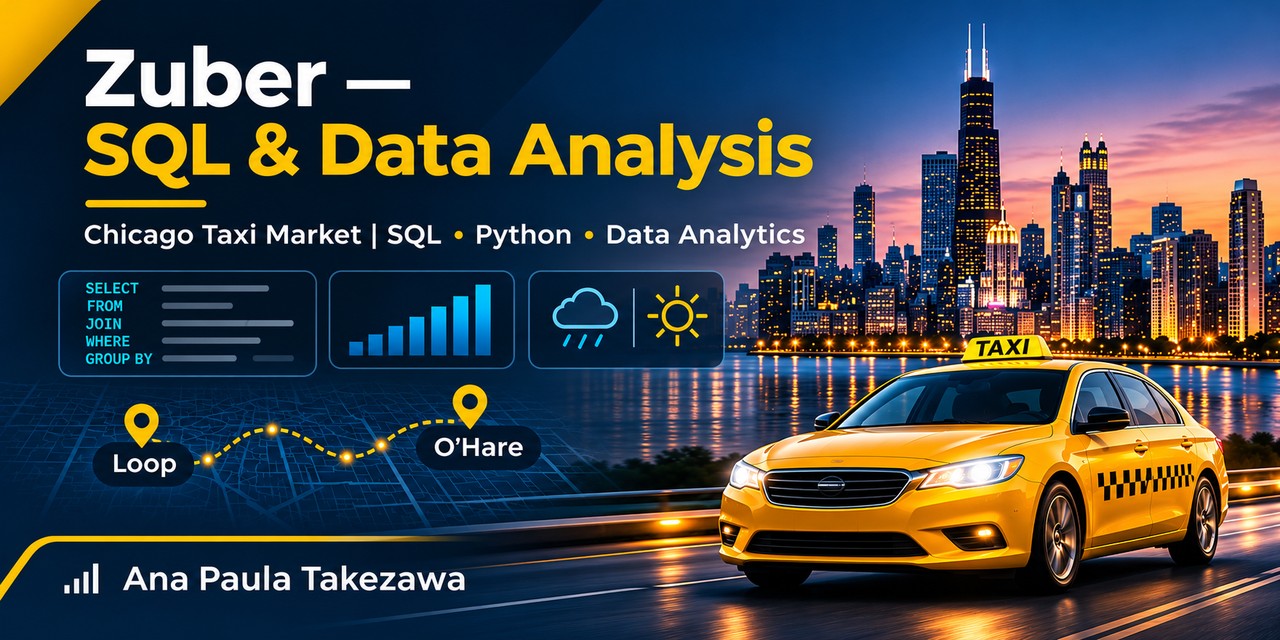 Zuber —
SQL & Data Analysis
Chicago Taxi Market | SQL • Python • Data Analytics
SELECT
FROM
JOIN
WHERE
GROUP BY
Loop
O’Hare
TAXI
Ana Paula Takezawa